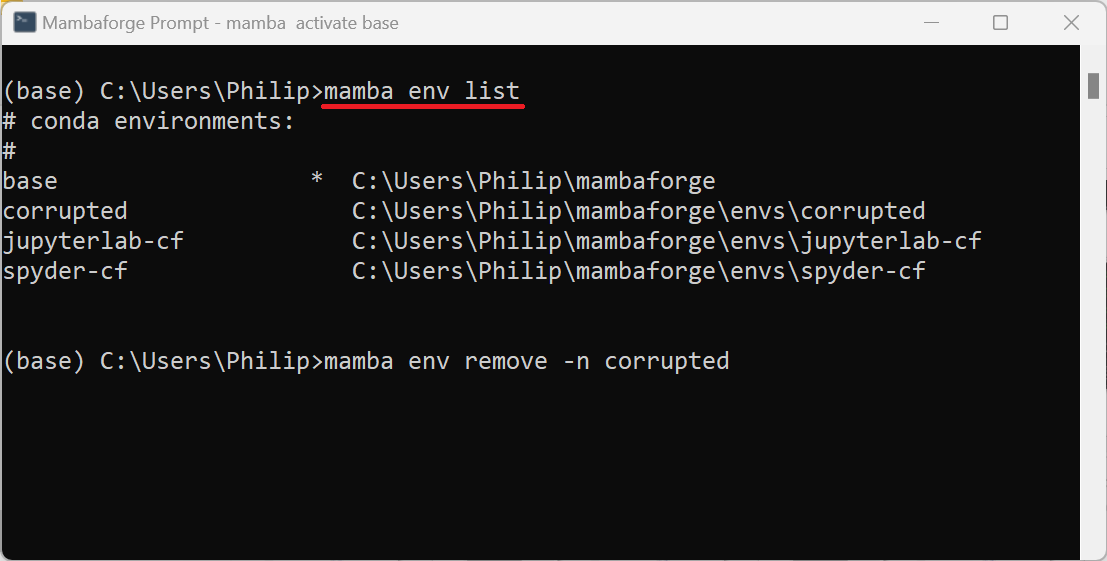 Mambaforge Prompt - mamba  activate base
(base) C:\Users\Philip>mamba env list
# conda environments:
#
base                  *  C:\Users\Philip\mambaforge
corrupted                C:\Users\Philip\mambaforge\envs\corrupted
jupyterlab-cf            C:\Users\Philip\mambaforge\envs\jupyterlab-cf
spyder-cf                C:\Users\Philip\mambaforge\envs\spyder-cf
(base) C:\Users\Philip>mamba env remove -n corrupted